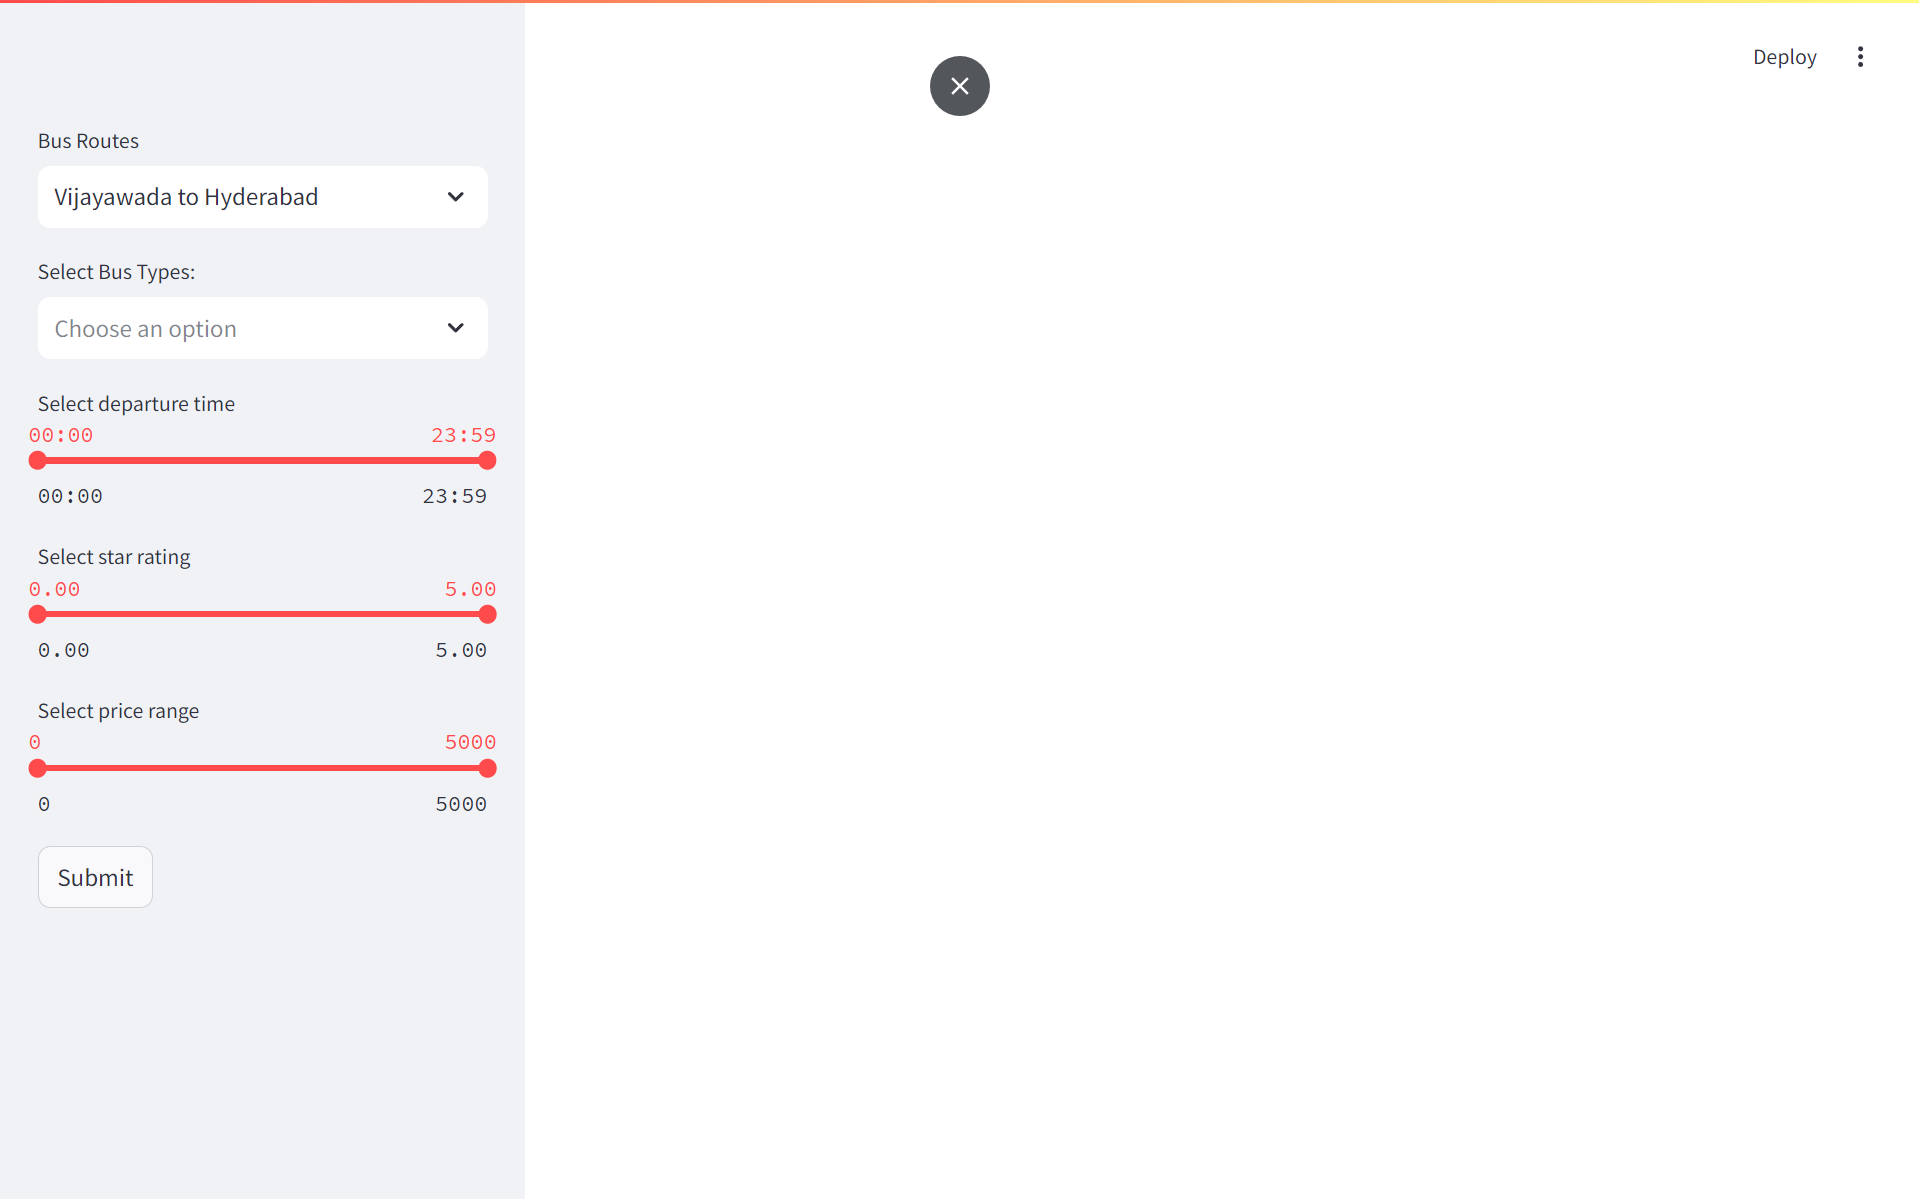 Deploy
Bus Routes
Vijayawada to Hyderabad
Select Bus Types:
Choose an option
Select departure time
00:00 23:59
00:00 23:59
Select star rating
0.00 5.00
0.00 5.00
Select price range
0 5000
0 5000
Submit